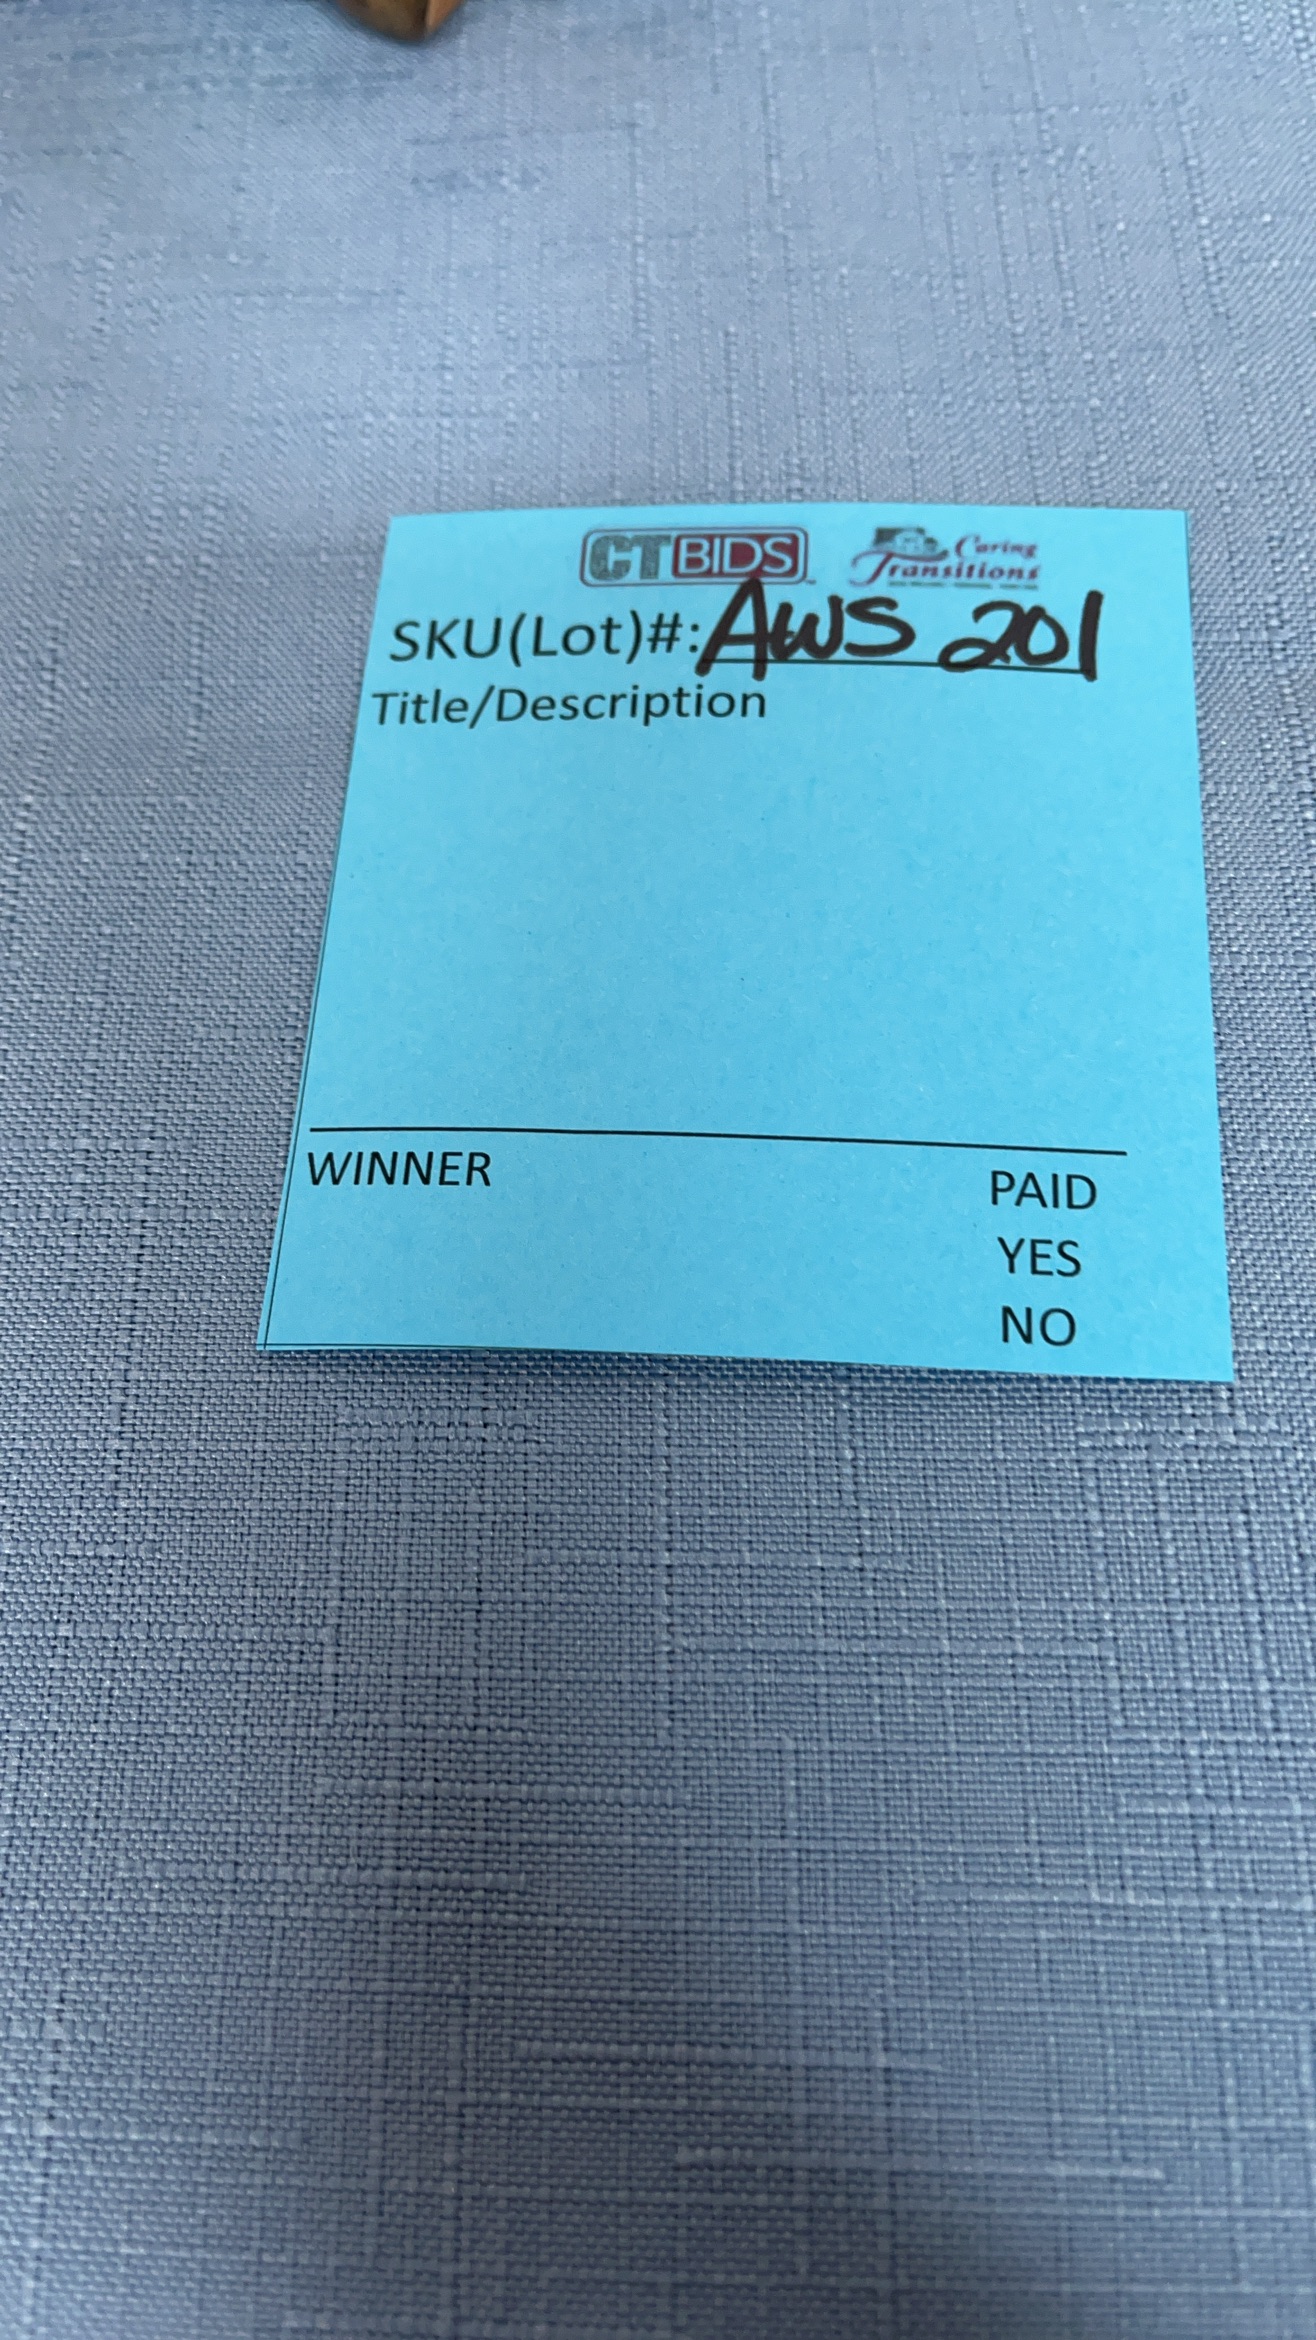 CTBIDS Caring Transitions
SKU(Lot)#: AWS 201
Title/Description
WINNER PAID
YES
NO